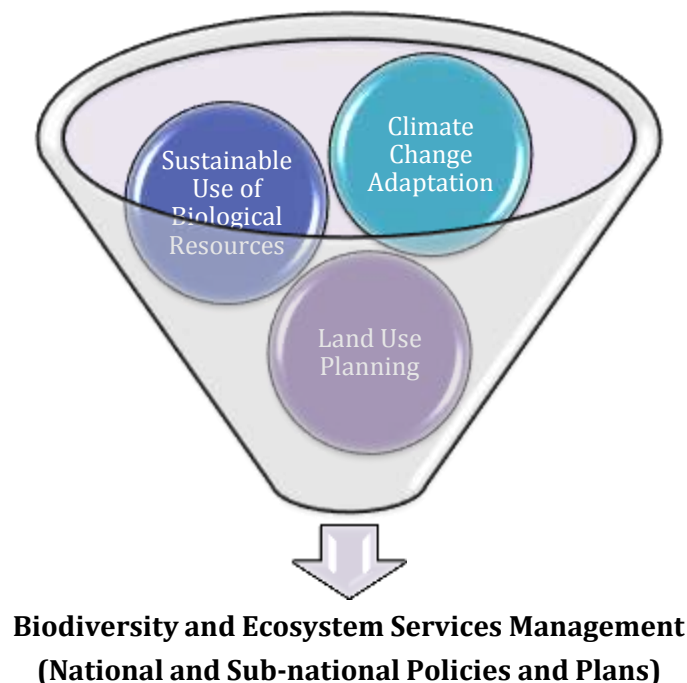 Climate
Change
Adaptation
Sustainable
Use of
Biological
Resources
Land Use
Planning
Biodiversity and Ecosystem Services Management
(National and Sub-national Policies and Plans)